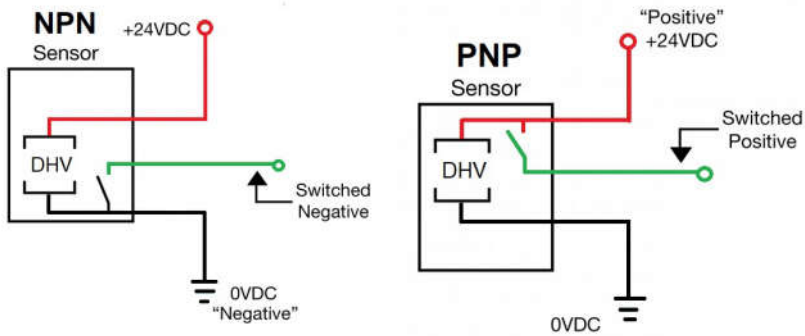 NPN
Sensor
+24VDC
DHV
Switched
Negative
0VDC
“Negative”
PNP
Sensor
“Positive”
+24VDC
DHV
Switched
Positive
0VDC